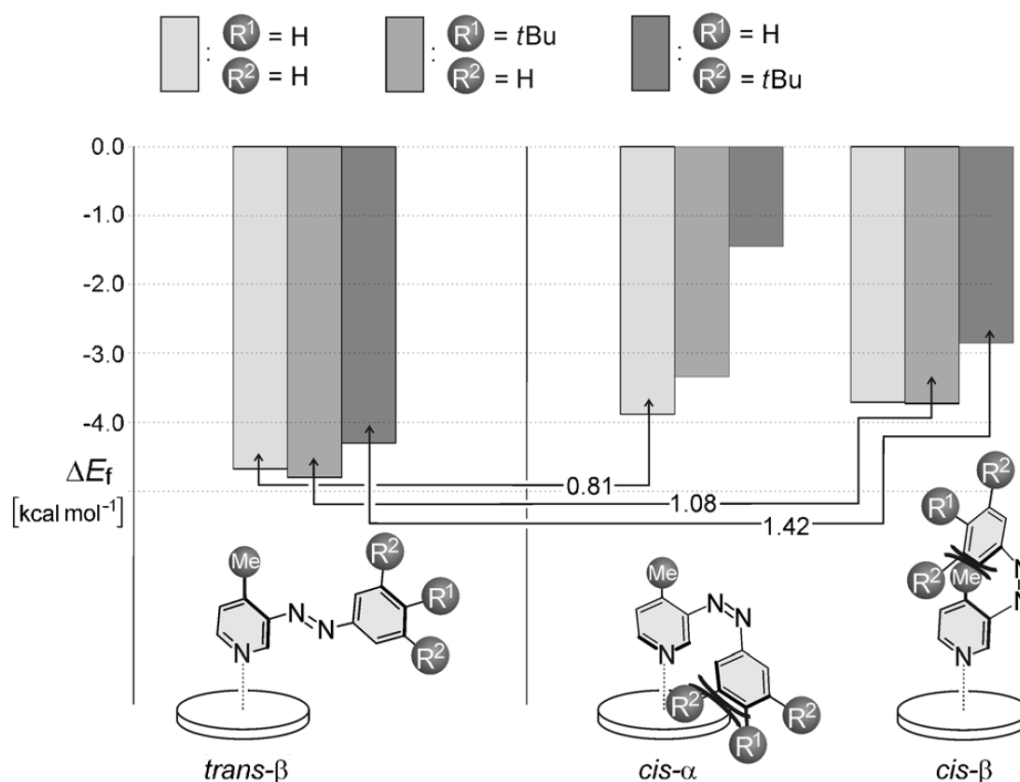 : R¹ = H
R² = H
: R¹ = tBu
R² = H
: R¹ = H
R² = tBu
0.0
-1.0
-2.0
-3.0
-4.0
ΔEf
[kcal mol⁻¹]
0.81
1.08
1.42
Me
N
N
N
R²
R¹
R²
trans-β
Me
N
N
N
R²
R²
R¹
cis-α
R²
R¹
R²
Me
N
N
N
cis-β